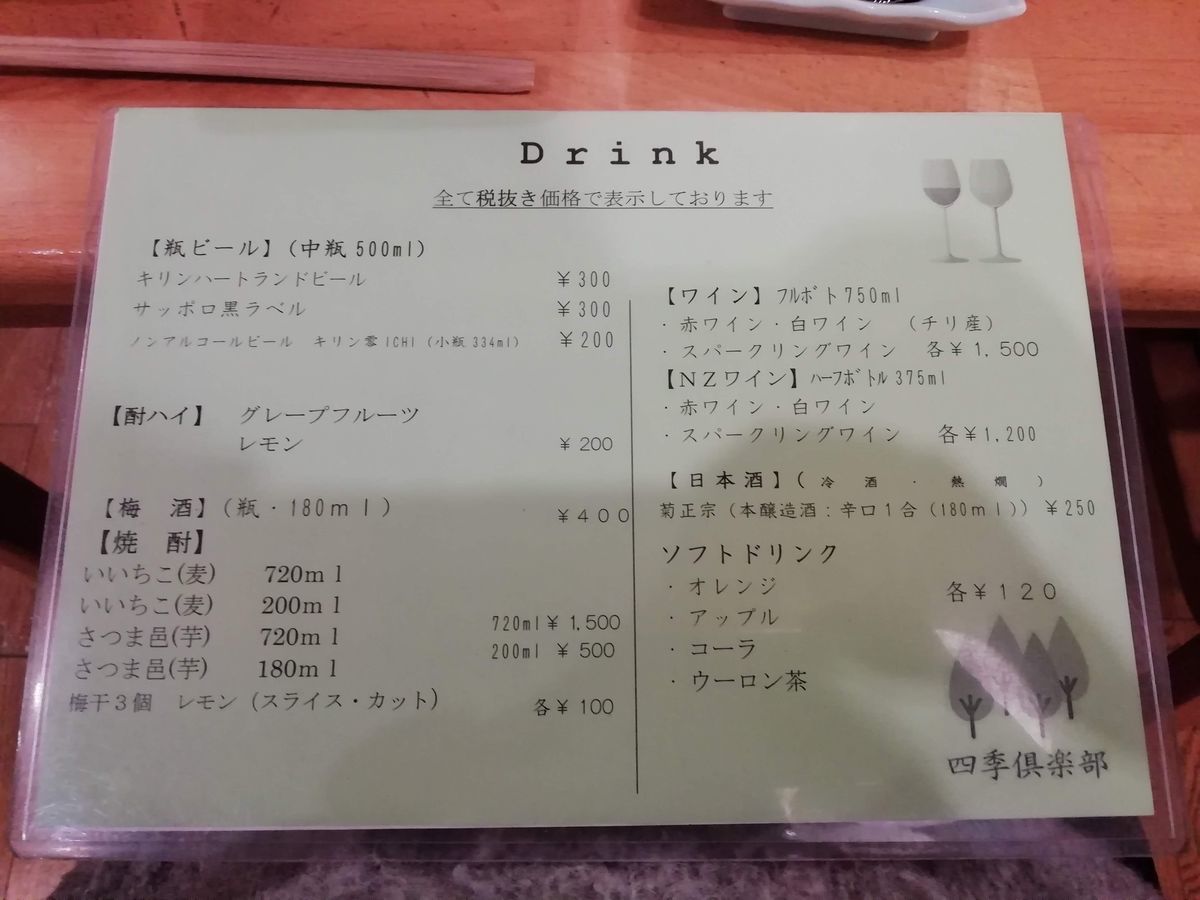 Drink
全て税抜き価格で表示しております
【瓶ビール】(中瓶500ml)
キリンハートランドビール ¥300
サッポロ黒ラベル ¥300
ノンアルコールビール キリン零ICHI (小瓶334ml) ¥200
【酎ハイ】 グレープフルーツ
レモン ¥200
【梅 酒】(瓶・180ml) ¥400
【焼 酎】
いいちこ(麦) 720ml
いいちこ(麦) 200ml
さつま邑(芋) 720ml 720ml ¥1,500
さつま邑(芋) 180ml 200ml ¥500
梅干3個 レモン (スライス・カット) 各¥100
【ワイン】ﾌﾙﾎﾞﾄ750ml
・赤ワイン・白ワイン (チリ産)
・スパークリングワイン 各¥1,500
【NZワイン】ﾊｰﾌﾎﾞﾄﾙ375ml
・赤ワイン・白ワイン
・スパークリングワイン 各¥1,200
【日本酒】(冷酒・熱燗)
菊正宗 (本醸造酒:辛口1合 (180ml)) ¥250
ソフトドリンク
・オレンジ 各¥120
・アップル
・コーラ
・ウーロン茶
四季倶楽部